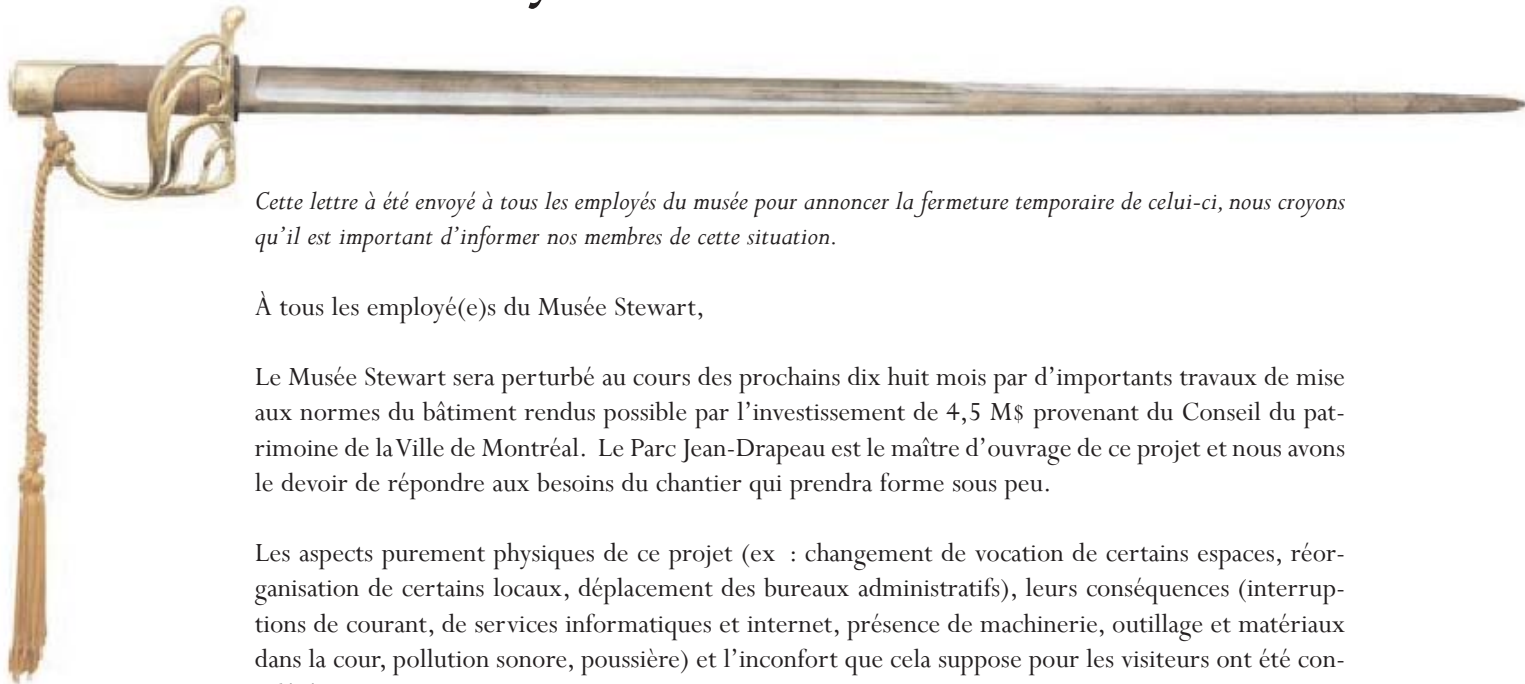 Cette lettre à été envoyé à tous les employés du musée pour annoncer la fermeture temporaire de celui-ci, nous croyons
qu'il est important d'informer nos membres de cette situation.
À tous les employé(e)s du Musée Stewart,
Le Musée Stewart sera perturbé au cours des prochains dix huit mois par d'importants travaux de mise
aux normes du bâtiment rendus possible par l'investissement de 4,5 M$ provenant du Conseil du pat-
rimoine de la Ville de Montréal. Le Parc Jean-Drapeau est le maître d'ouvrage de ce projet et nous avons
le devoir de répondre aux besoins du chantier qui prendra forme sous peu.
Les aspects purement physiques de ce projet (ex : changement de vocation de certains espaces, réor-
ganisation de certains locaux, déplacement des bureaux administratifs), leurs conséquences (interrup-
tions de courant, de services informatiques et internet, présence de machinerie, outillage et matériaux
dans la cour, pollution sonore, poussière) et l'inconfort que cela suppose pour les visiteurs ont été con-